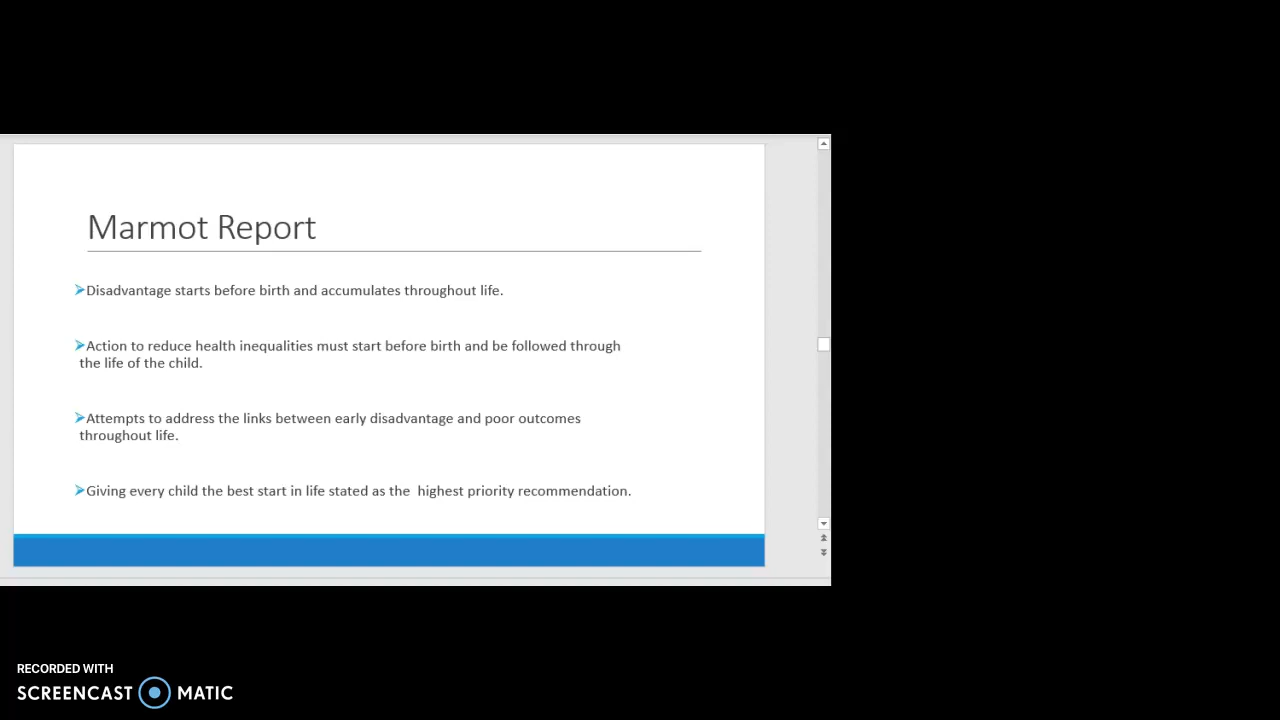 Marmot Report
Disadvantage starts before birth and accumulates throughout life.
Action to reduce health inequalities must start before birth and be followed through
the life of the child.
Attempts to address the links between early disadvantage and poor outcomes
throughout life.
Giving every child the best start in life stated as the  highest priority recommendation.
RECORDED WITH
SCREENCAST MATIC